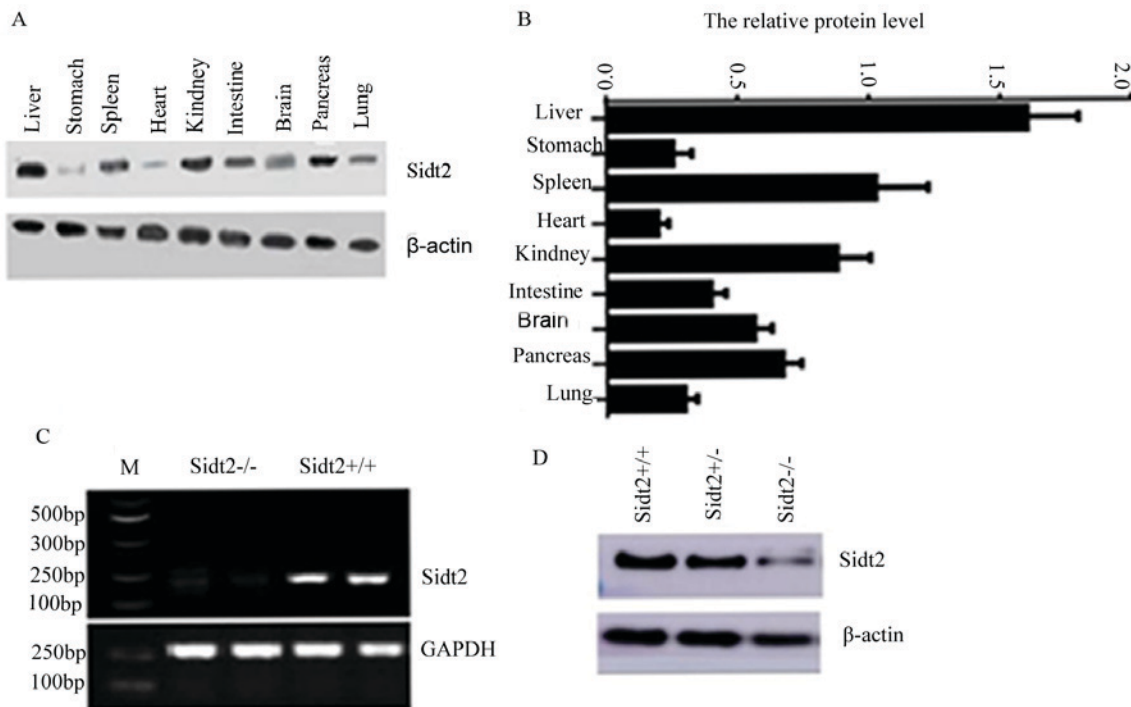 A
Liver
Stomach
Spleen
Heart
Kindney
Intestine
Brain
Pancreas
Lung
Sidt2
β-actin
B
The relative protein level
0.0
0.5
1.0
1.5
2.0
Liver
Stomach
Spleen
Heart
Kindney
Intestine
Brain
Pancreas
Lung
C
M Sidt2-/- Sidt2+/+
500bp
300bp
250bp
100bp
Sidt2
250bp
100bp
GAPDH
D
Sidt2+/+
Sidt2+/-
Sidt2-/-
Sidt2
β-actin